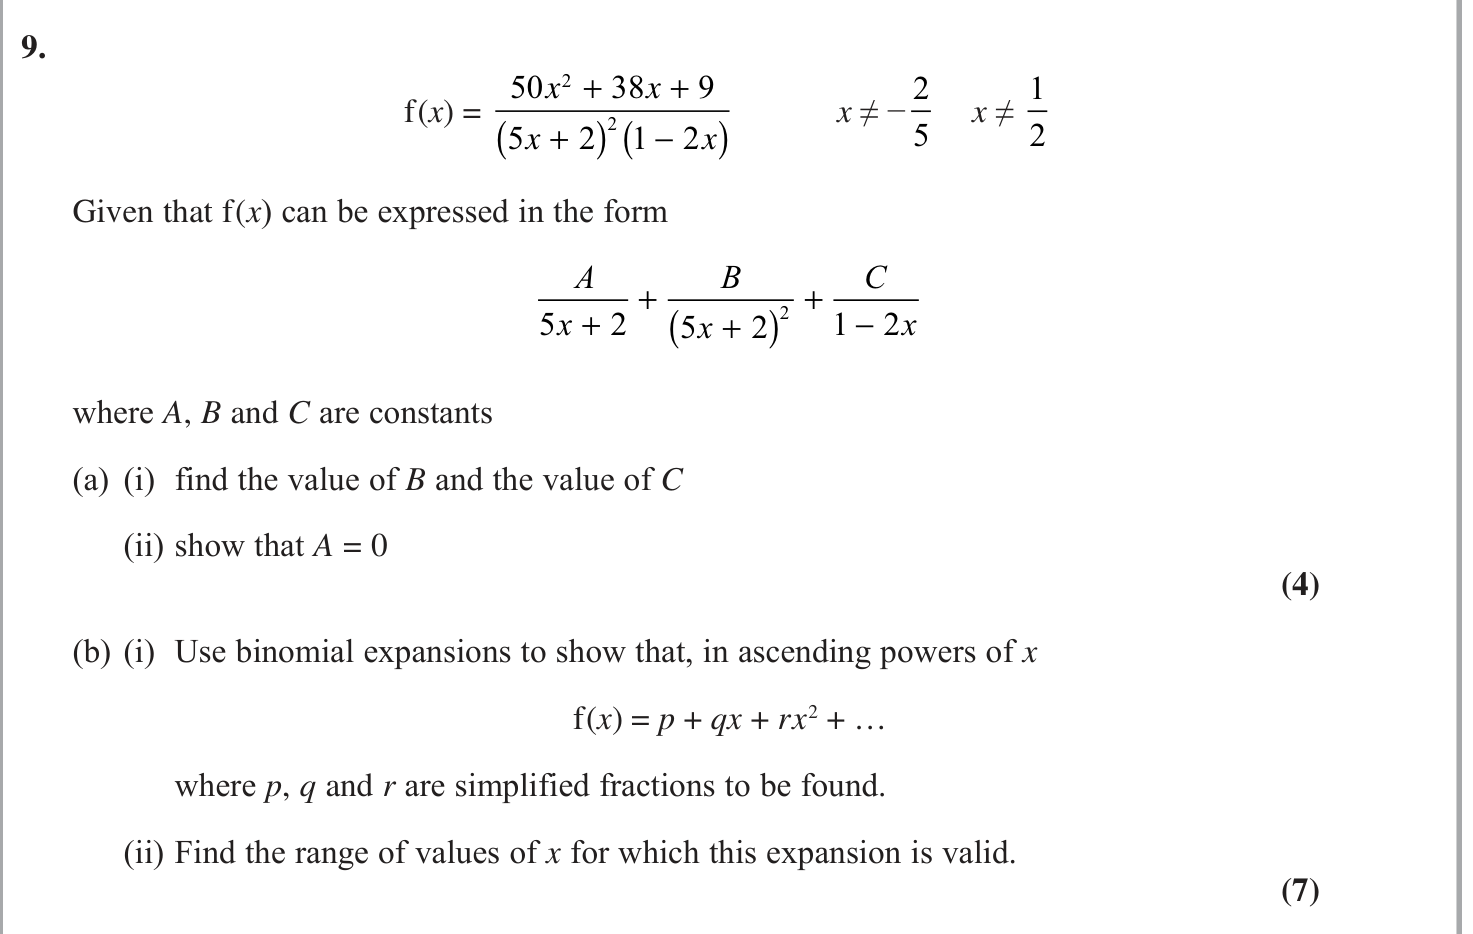 9.
f(x) = (50x² + 38x + 9)/((5x + 2)²(1 – 2x))   x ≠ –2/5   x ≠ 1/2
Given that f(x) can be expressed in the form
A/(5x + 2) + B/(5x + 2)² + C/(1 – 2x)
where A, B and C are constants
(a) (i) find the value of B and the value of C
(ii) show that A = 0
(4)
(b) (i) Use binomial expansions to show that, in ascending powers of x
f(x) = p + qx + rx² + …
where p, q and r are simplified fractions to be found.
(ii) Find the range of values of x for which this expansion is valid.
(7)